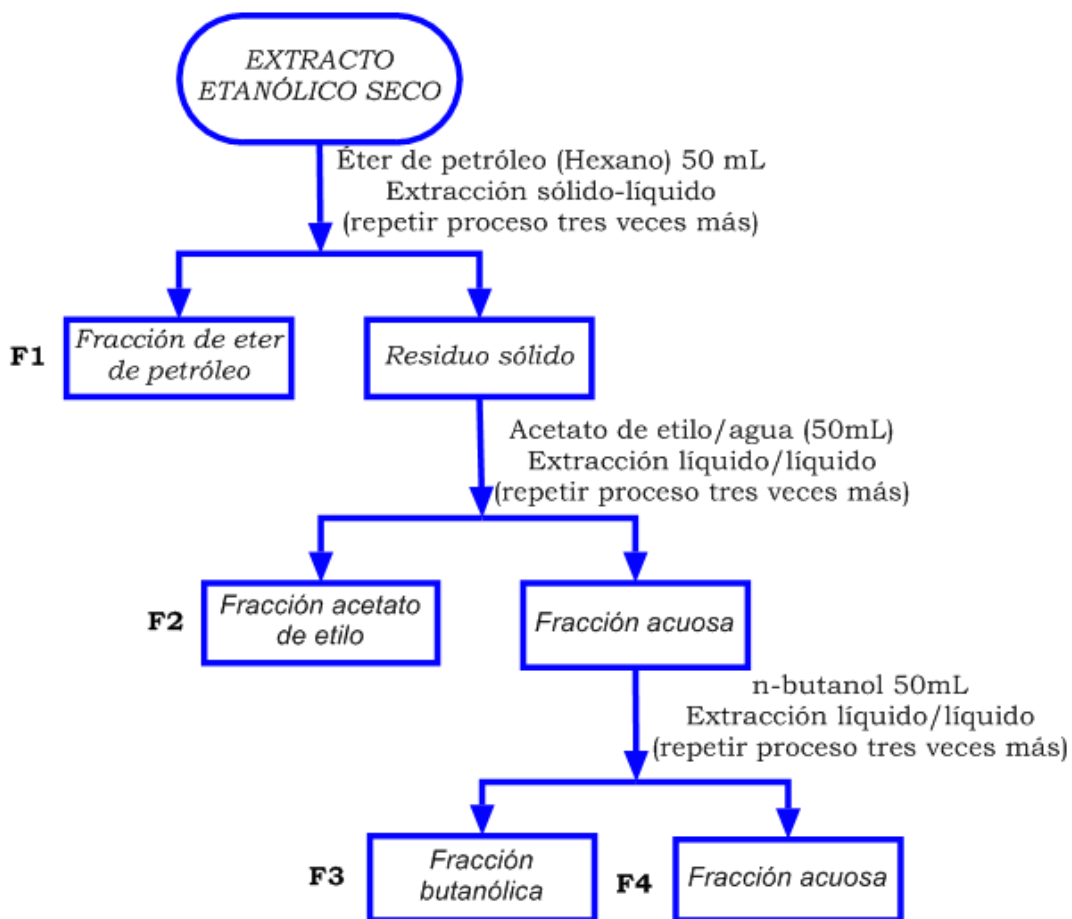 EXTRACTO
ETANÓLICO SECO
Éter de petróleo (Hexano) 50 mL
Extracción sólido-líquido
(repetir proceso tres veces más)
F1
Fracción de eter
de petróleo
Residuo sólido
Acetato de etilo/agua (50mL)
Extracción líquido/líquido
(repetir proceso tres veces más)
F2
Fracción acetato
de etilo
Fracción acuosa
n-butanol 50mL
Extracción líquido/líquido
(repetir proceso tres veces más)
F3
Fracción
butanólica
F4
Fracción acuosa